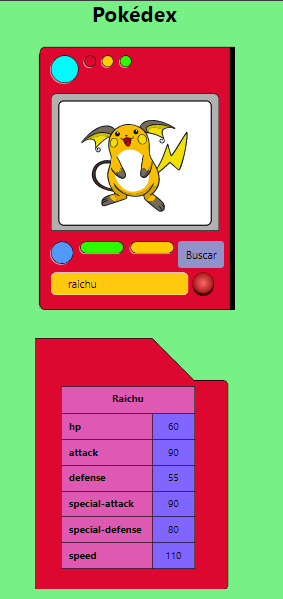 Pokédex
Buscar
raichu
Raichu
hp 60
attack 90
defense 55
special-attack 90
special-defense 80
speed 110